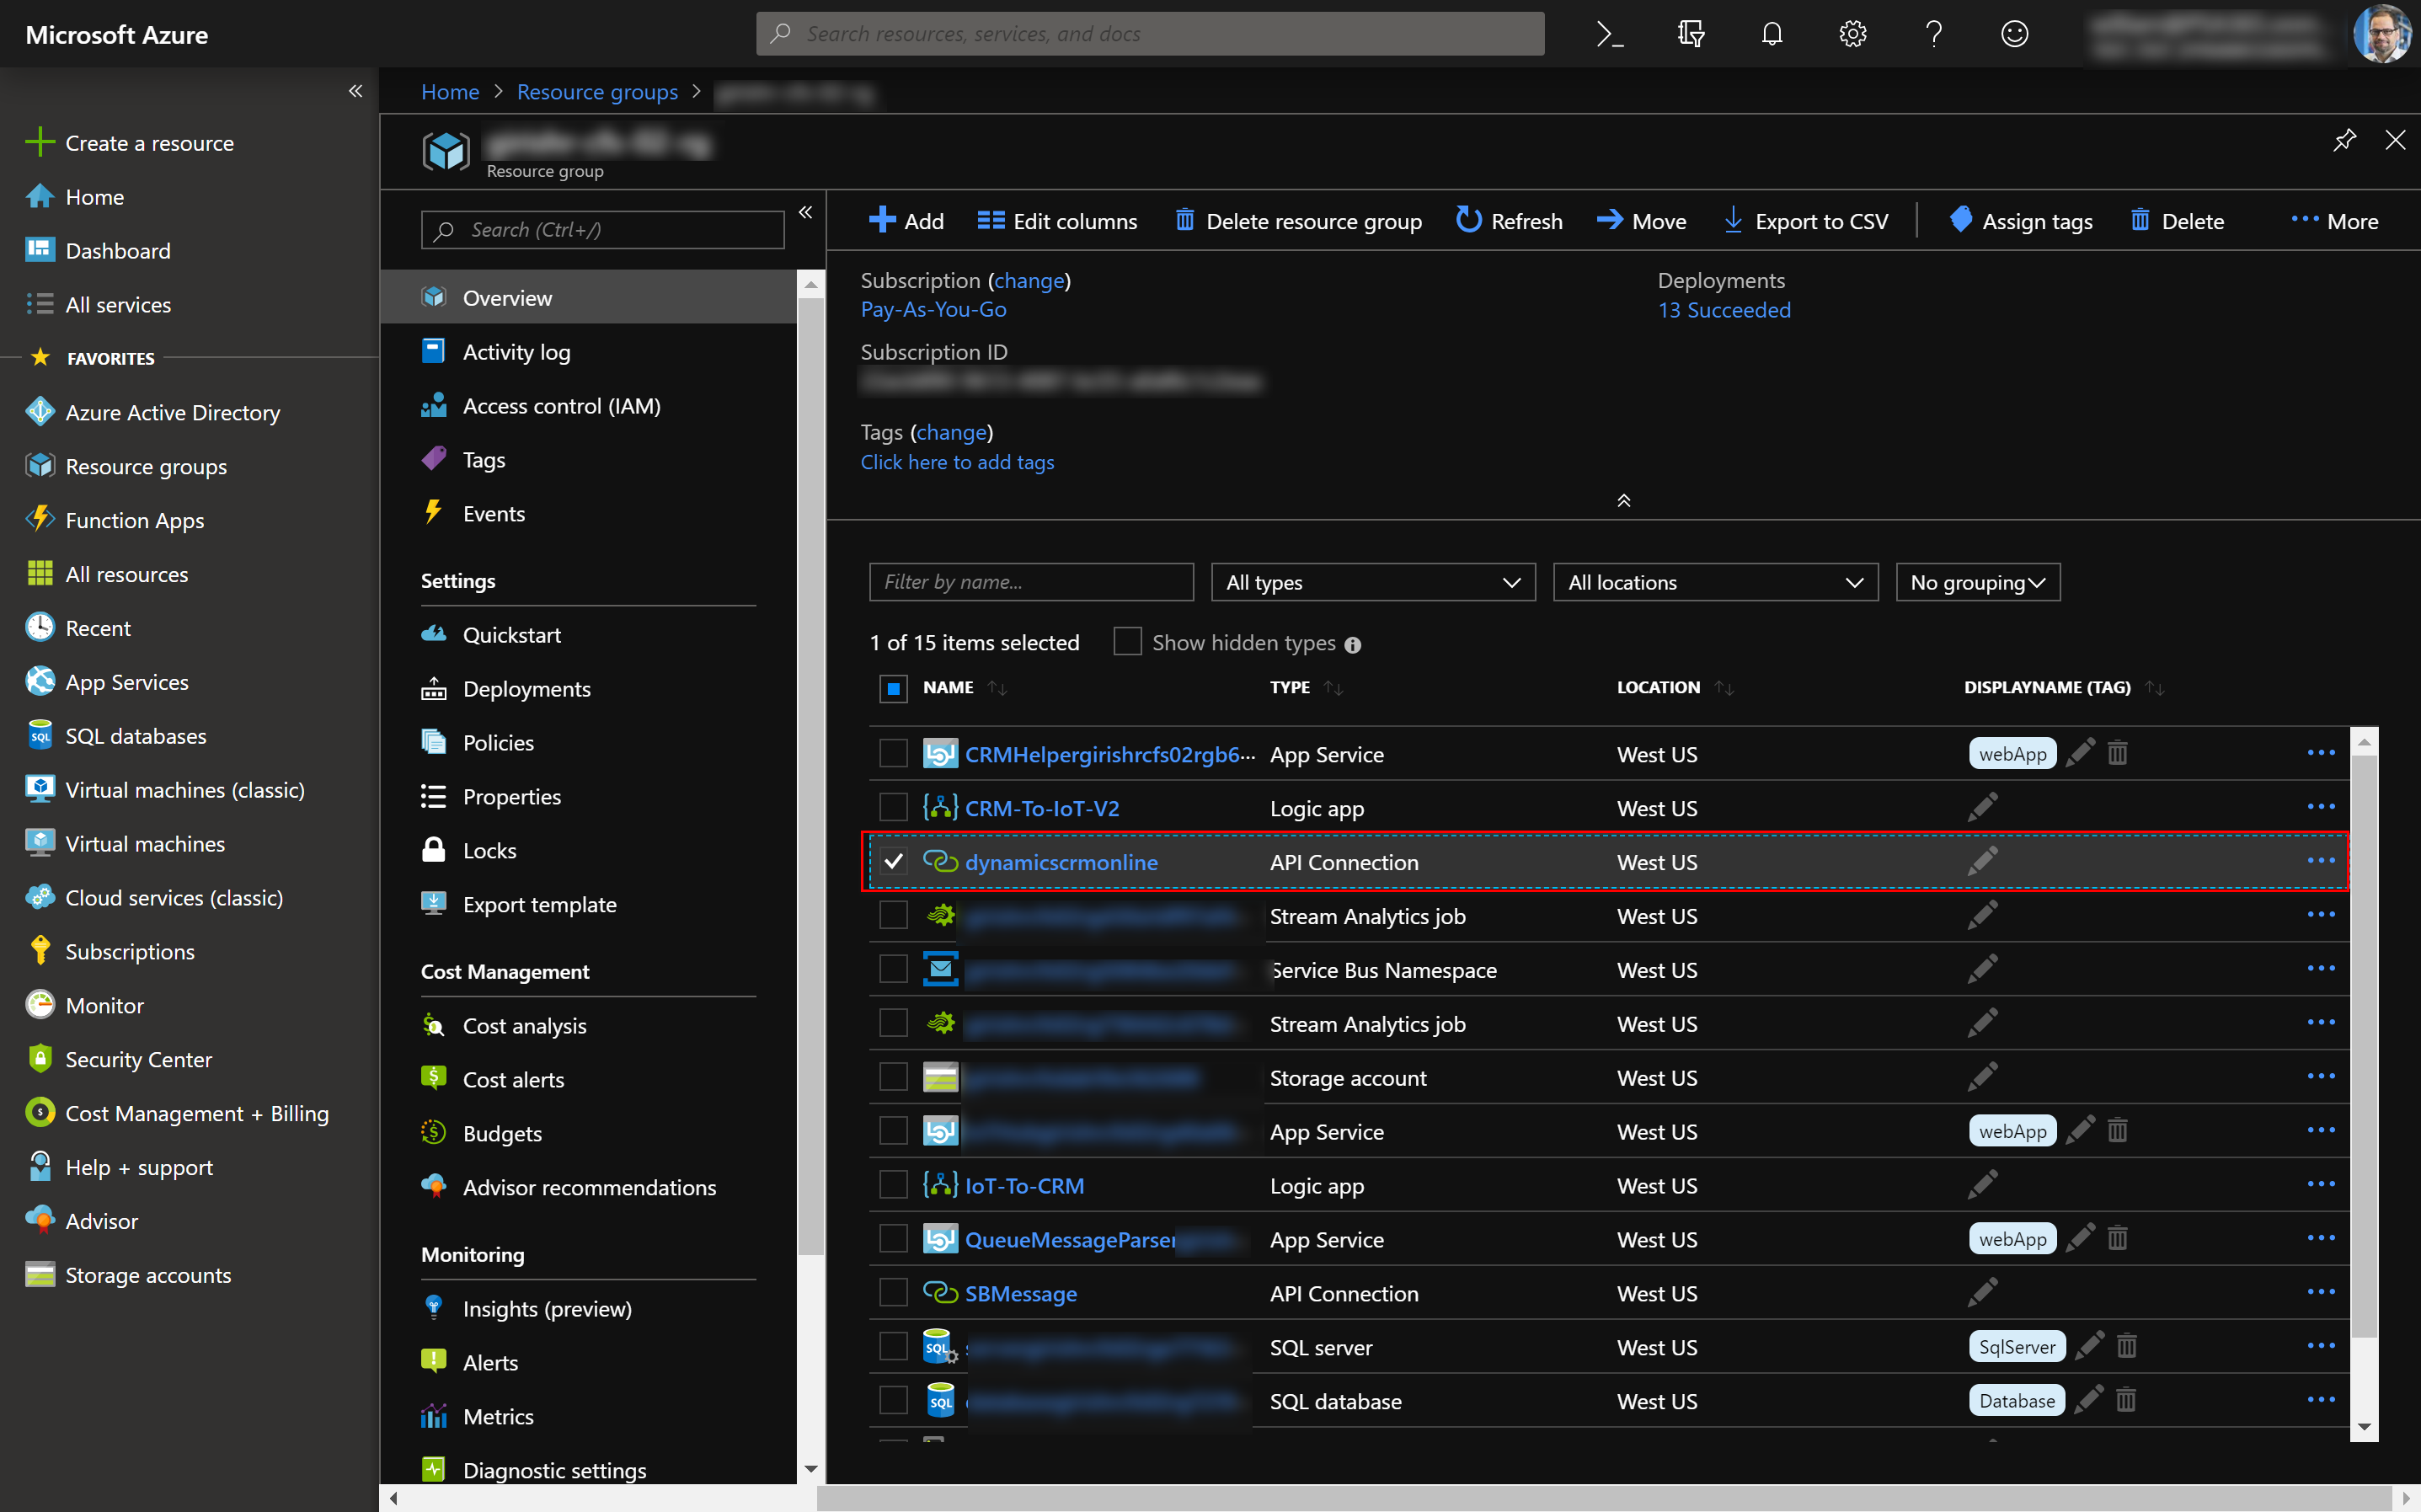 Microsoft Azure
Search resources, services, and docs
Create a resource
Home
Dashboard
All services
FAVORITES
Azure Active Directory
Resource groups
Function Apps
All resources
Recent
App Services
SQL databases
Virtual machines (classic)
Virtual machines
Cloud services (classic)
Subscriptions
Monitor
Security Center
Cost Management + Billing
Help + support
Advisor
Storage accounts
Home > Resource groups >
Resource group
Search (Ctrl+/)
Overview
Activity log
Access control (IAM)
Tags
Events
Settings
Quickstart
Deployments
Policies
Properties
Locks
Export template
Cost Management
Cost analysis
Cost alerts
Budgets
Advisor recommendations
Monitoring
Insights (preview)
Alerts
Metrics
Diagnostic settings
Add Edit columns Delete resource group Refresh Move Export to CSV Assign tags Delete ... More
Subscription (change)
Pay-As-You-Go
Deployments
13 Succeeded
Subscription ID
Tags (change)
Click here to add tags
Filter by name... All types All locations No grouping
1 of 15 items selected Show hidden types
NAME TYPE LOCATION DISPLAYNAME (TAG)
CRMHelpergirishrcfs02rgb6... App Service West US webApp
CRM-To-IoT-V2 Logic app West US
dynamicscrmonline API Connection West US
Stream Analytics job West US
Service Bus Namespace West US
Stream Analytics job West US
Storage account West US
App Service West US webApp
IoT-To-CRM Logic app West US
QueueMessageParser App Service West US webApp
SBMessage API Connection West US
SQL server West US SqlServer
SQL database West US Database